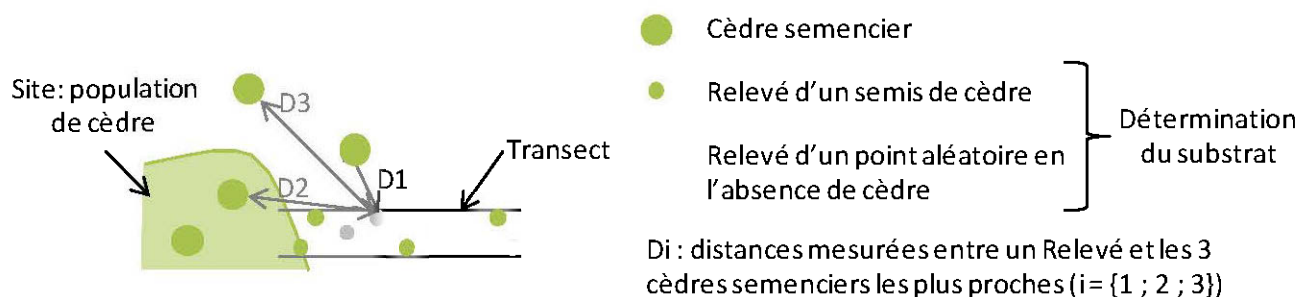 Site: population
de cèdre
D3
D2
D1
Transect
Cèdre semencier
Relevé d'un semis de cèdre
Relevé d'un point aléatoire en
l'absence de cèdre
Détermination
du substrat
Di : distances mesurées entre un Relevé et les 3
cèdres semenciers les plus proches (i = {1 ; 2 ; 3})